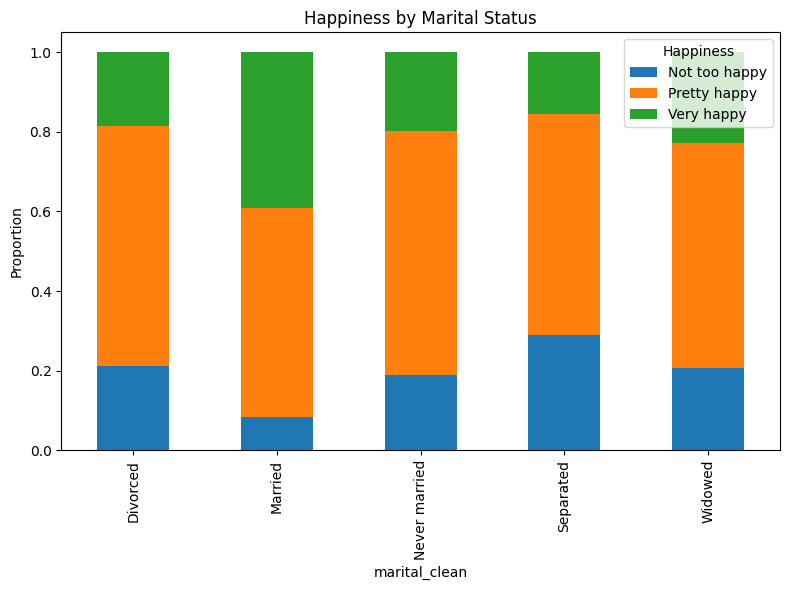 Happiness by Marital Status
Happiness
Not too happy
Pretty happy
Very happy
Proportion
1.0
0.8
0.6
0.4
0.2
0.0
Divorced
Married
Never married
Separated
Widowed
marital_clean